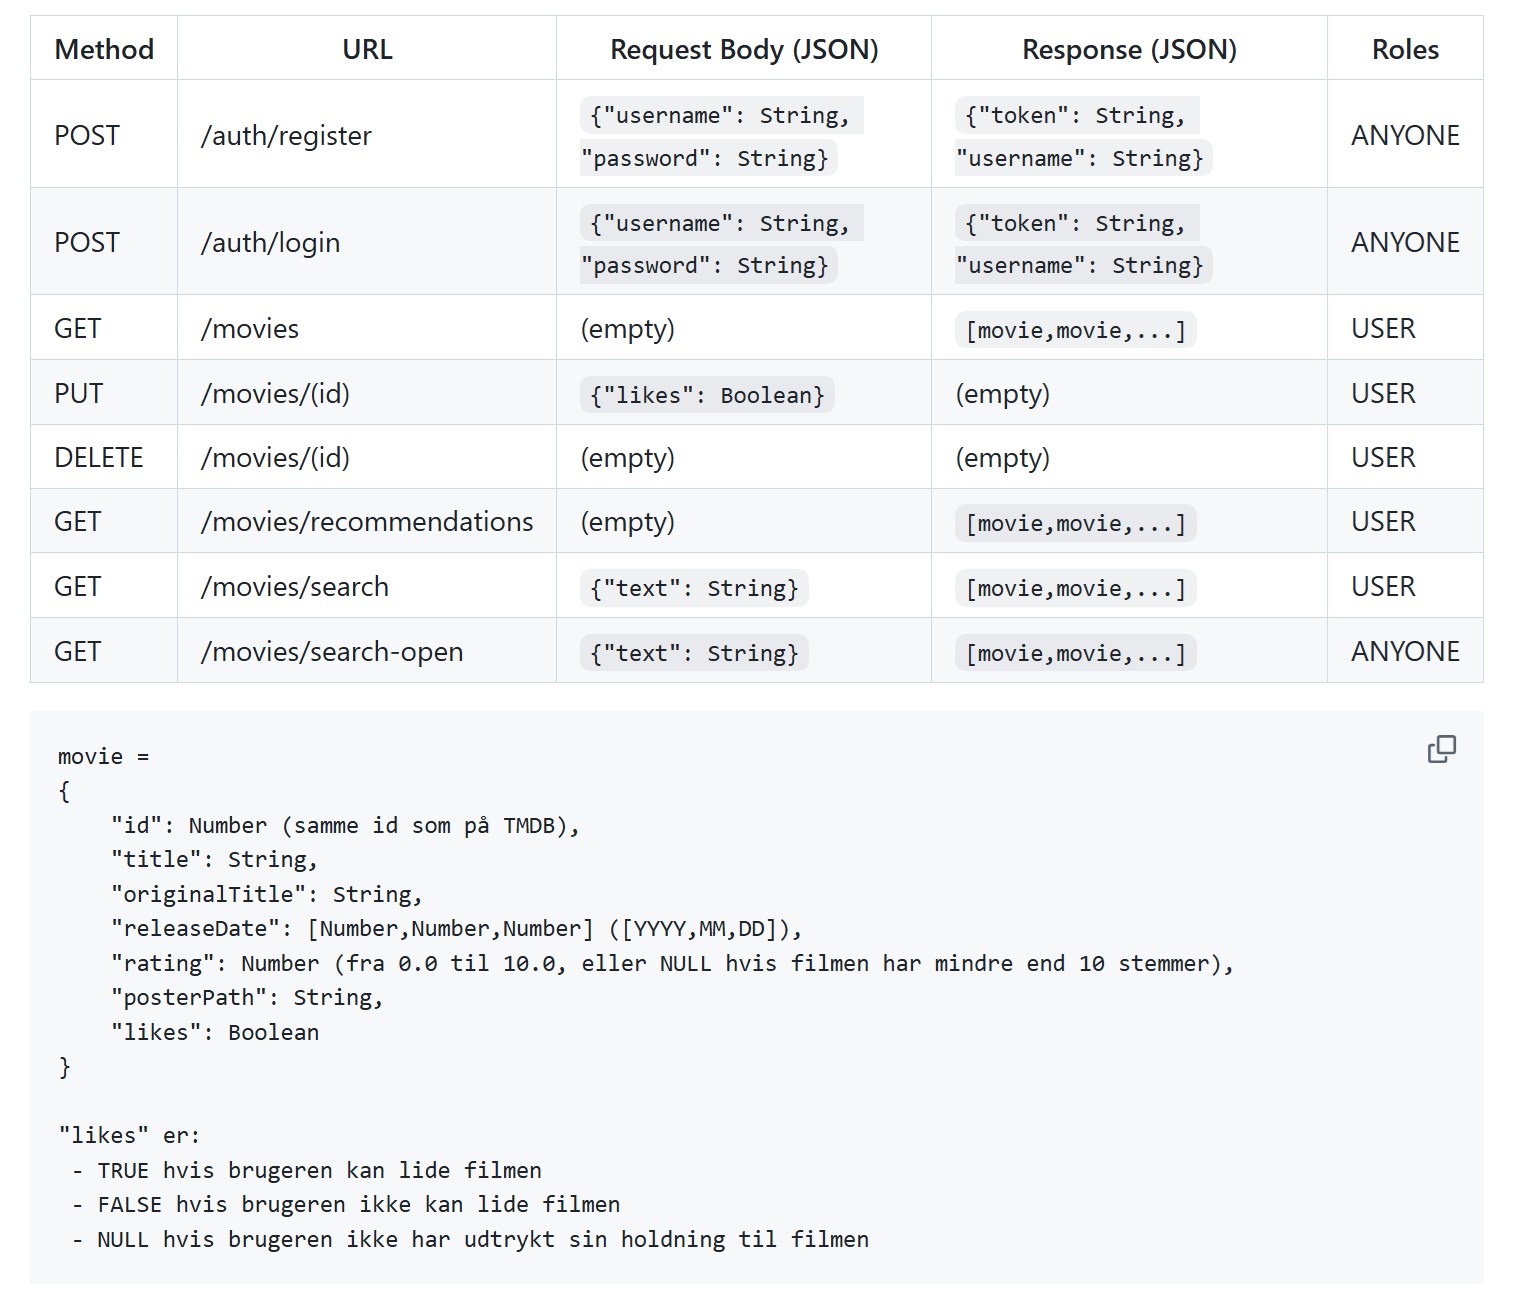 Method URL Request Body (JSON) Response (JSON) Roles
POST /auth/register {"username": String, "password": String} {"token": String, "username": String} ANYONE
POST /auth/login {"username": String, "password": String} {"token": String, "username": String} ANYONE
GET /movies (empty) [movie,movie,...] USER
PUT /movies/(id) {"likes": Boolean} (empty) USER
DELETE /movies/(id) (empty) (empty) USER
GET /movies/recommendations (empty) [movie,movie,...] USER
GET /movies/search {"text": String} [movie,movie,...] USER
GET /movies/search-open {"text": String} [movie,movie,...] ANYONE
movie =
{
    "id": Number (samme id som på TMDB),
    "title": String,
    "originalTitle": String,
    "releaseDate": [Number,Number,Number] ([YYYY,MM,DD]),
    "rating": Number (fra 0.0 til 10.0, eller NULL hvis filmen har mindre end 10 stemmer),
    "posterPath": String,
    "likes": Boolean
}
"likes" er:
 - TRUE hvis brugeren kan lide filmen
 - FALSE hvis brugeren ikke kan lide filmen
 - NULL hvis brugeren ikke har udtrykt sin holdning til filmen